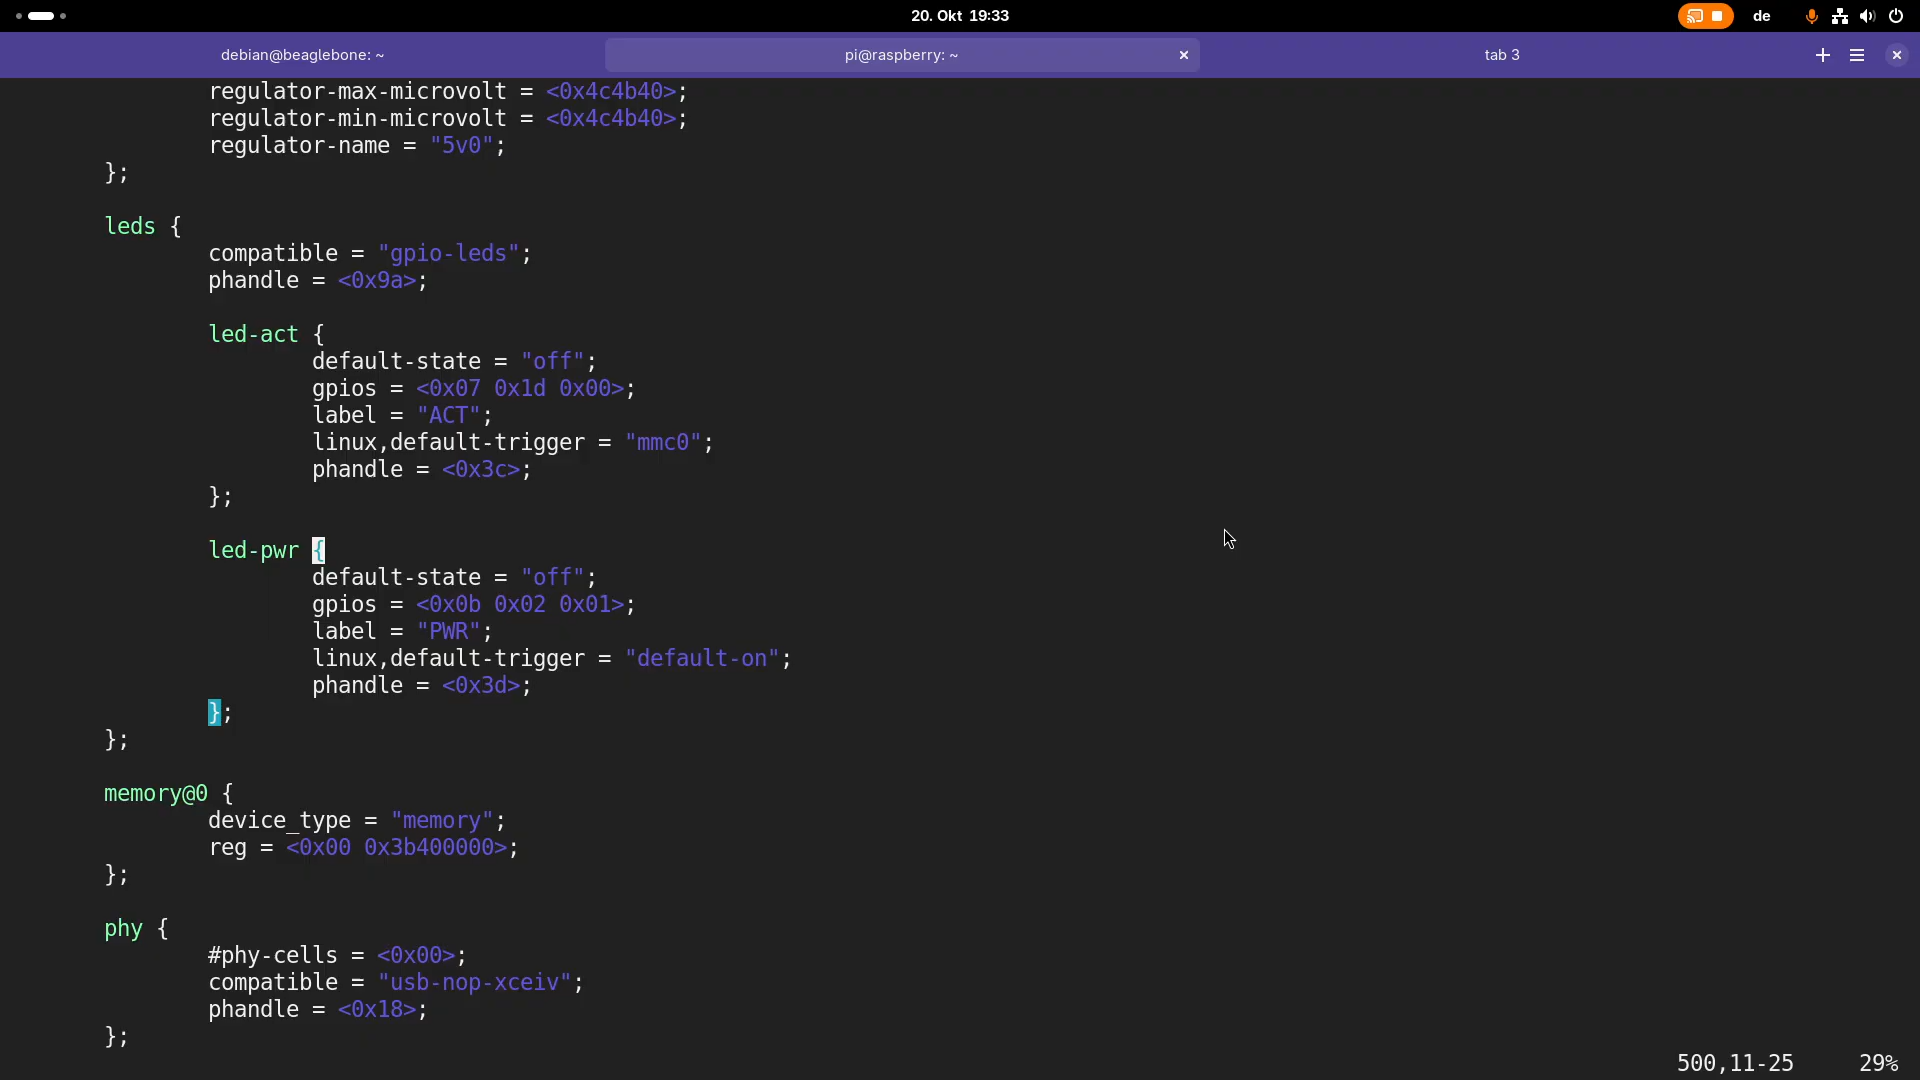 20. Okt 19:33
de
debian@beaglebone: ~
pi@raspberry: ~
tab 3
regulator-max-microvolt = <0x4c4b40>;
regulator-min-microvolt = <0x4c4b40>;
regulator-name = "5v0";
};
leds {
compatible = "gpio-leds";
phandle = <0x9a>;
led-act {
default-state = "off";
gpios = <0x07 0x1d 0x00>;
label = "ACT";
linux,default-trigger = "mmc0";
phandle = <0x3c>;
};
led-pwr {
default-state = "off";
gpios = <0x0b 0x02 0x01>;
label = "PWR";
linux,default-trigger = "default-on";
phandle = <0x3d>;
};
};
memory@0 {
device_type = "memory";
reg = <0x00 0x3b400000>;
};
phy {
#phy-cells = <0x00>;
compatible = "usb-nop-xceiv";
phandle = <0x18>;
};
500,11-25 29%